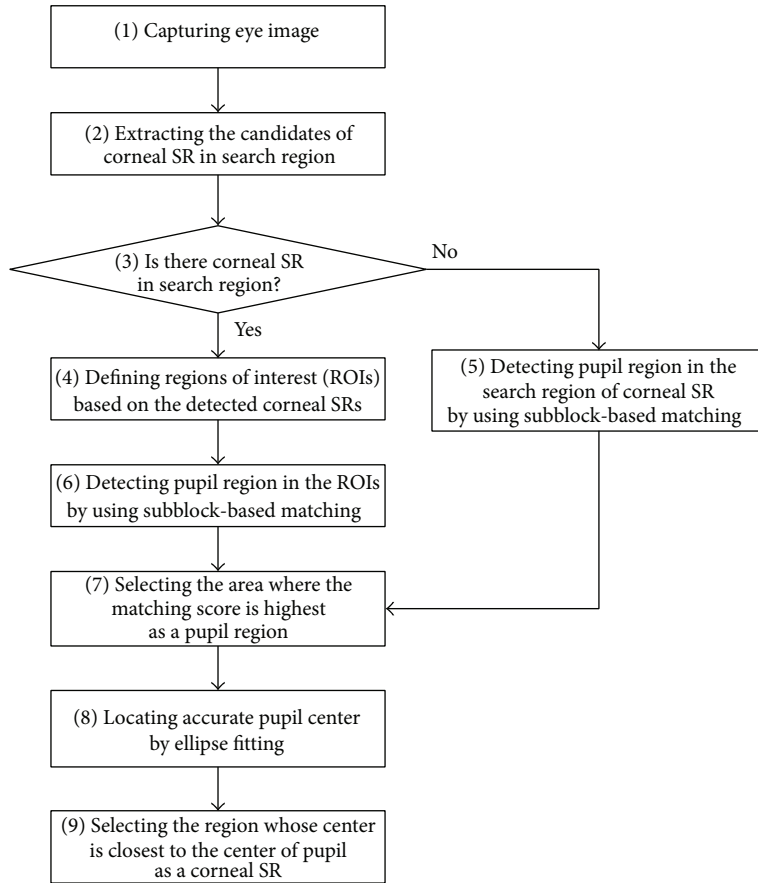 (1) Capturing eye image
(2) Extracting the candidates of
corneal SR in search region
(3) Is there corneal SR
in search region?
No
Yes
(4) Defining regions of interest (ROIs)
based on the detected corneal SRs
(5) Detecting pupil region in the
search region of corneal SR
by using subblock-based matching
(6) Detecting pupil region in the ROIs
by using subblock-based matching
(7) Selecting the area where the
matching score is highest
as a pupil region
(8) Locating accurate pupil center
by ellipse fitting
(9) Selecting the region whose center
is closest to the center of pupil
as a corneal SR